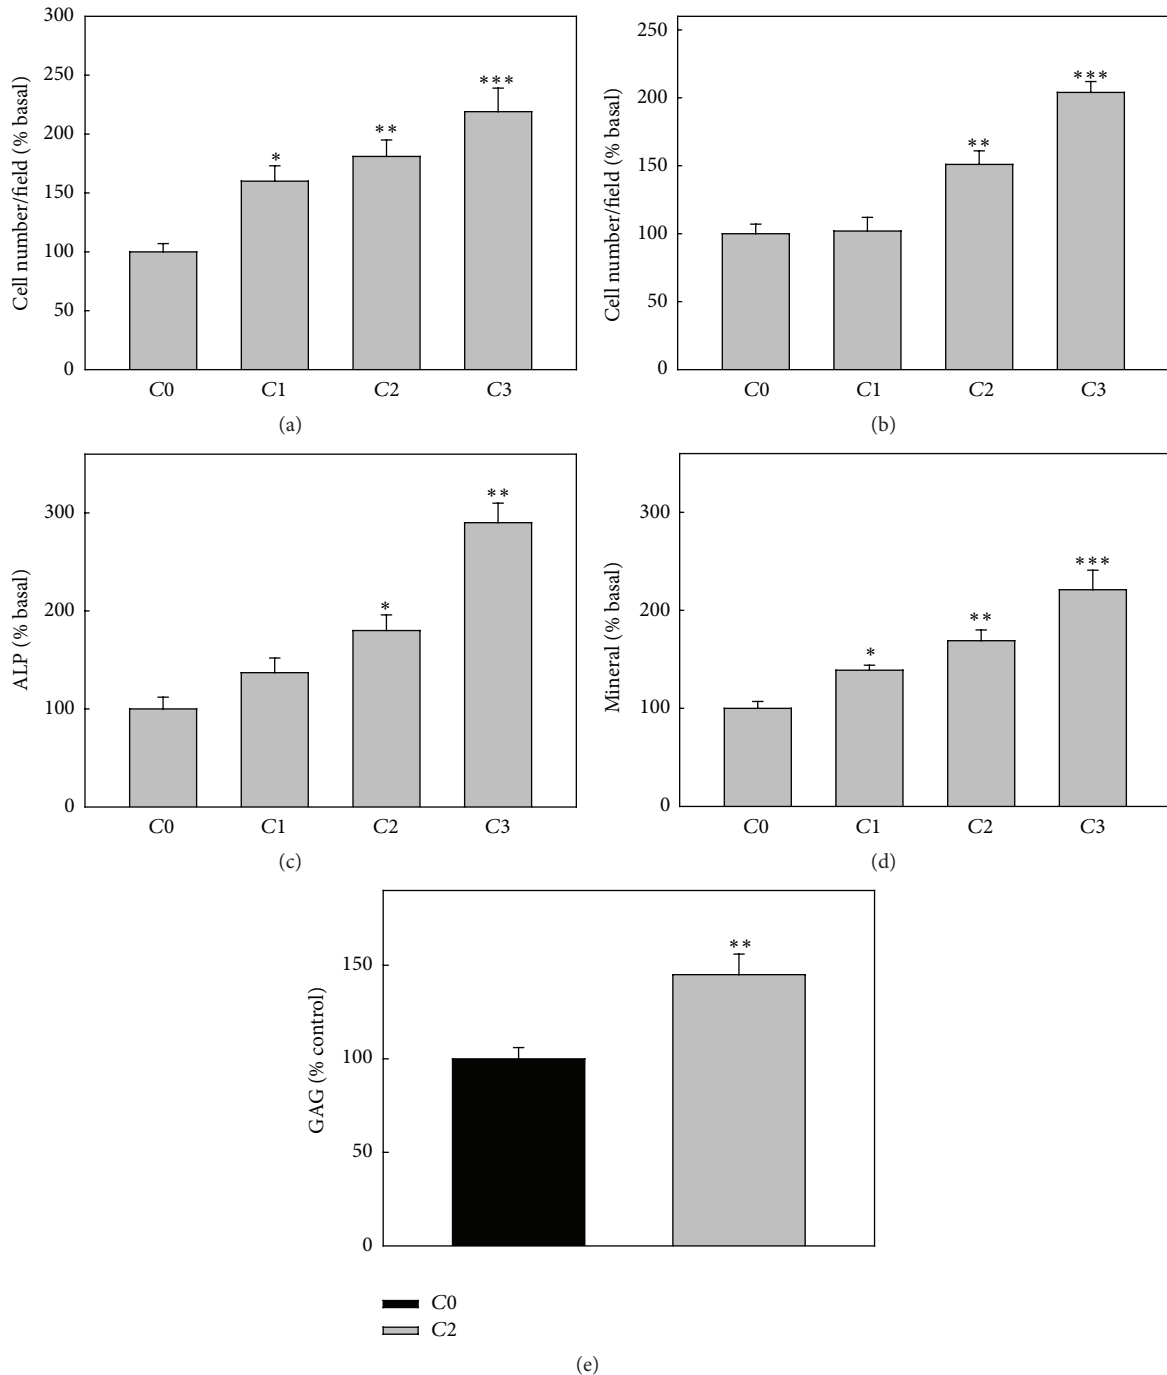 300
250
200
150
100
50
0
Cell number/field (% basal)
*
**
***
C0 C1 C2 C3
(a)
250
200
150
100
50
0
Cell number/field (% basal)
**
***
C0 C1 C2 C3
(b)
300
200
100
0
ALP (% basal)
*
**
C0 C1 C2 C3
(c)
300
200
100
0
Mineral (% basal)
*
**
***
C0 C1 C2 C3
(d)
150
100
50
0
GAG (% control)
**
C0
C2
(e)